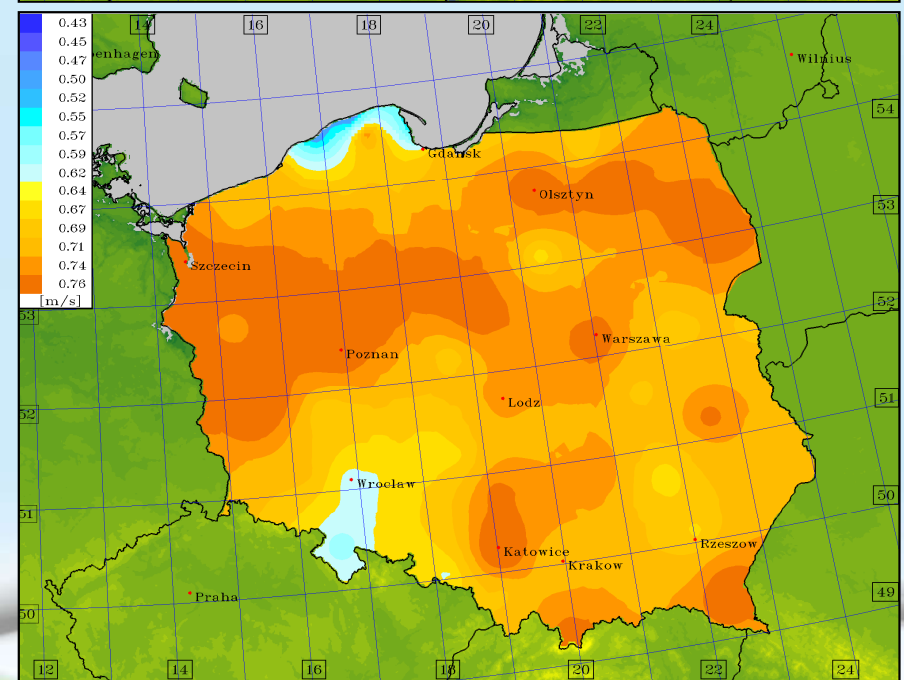 0.43
0.45
0.47
0.50
0.52
0.55
0.57
0.59
0.62
0.64
0.67
0.69
0.71
0.74
0.76
[m/s]
14 16 18 20 22 24
enhagen
Wilnius
54
Gdansk
Olsztyn
53
Szczecin
52
53
Warszawa
Poznan
51
Lodz
52
Wroclaw
50
51
Rzeszow
Katowice
Krakow
49
Praha
50
12 14 16 18 20 22 24